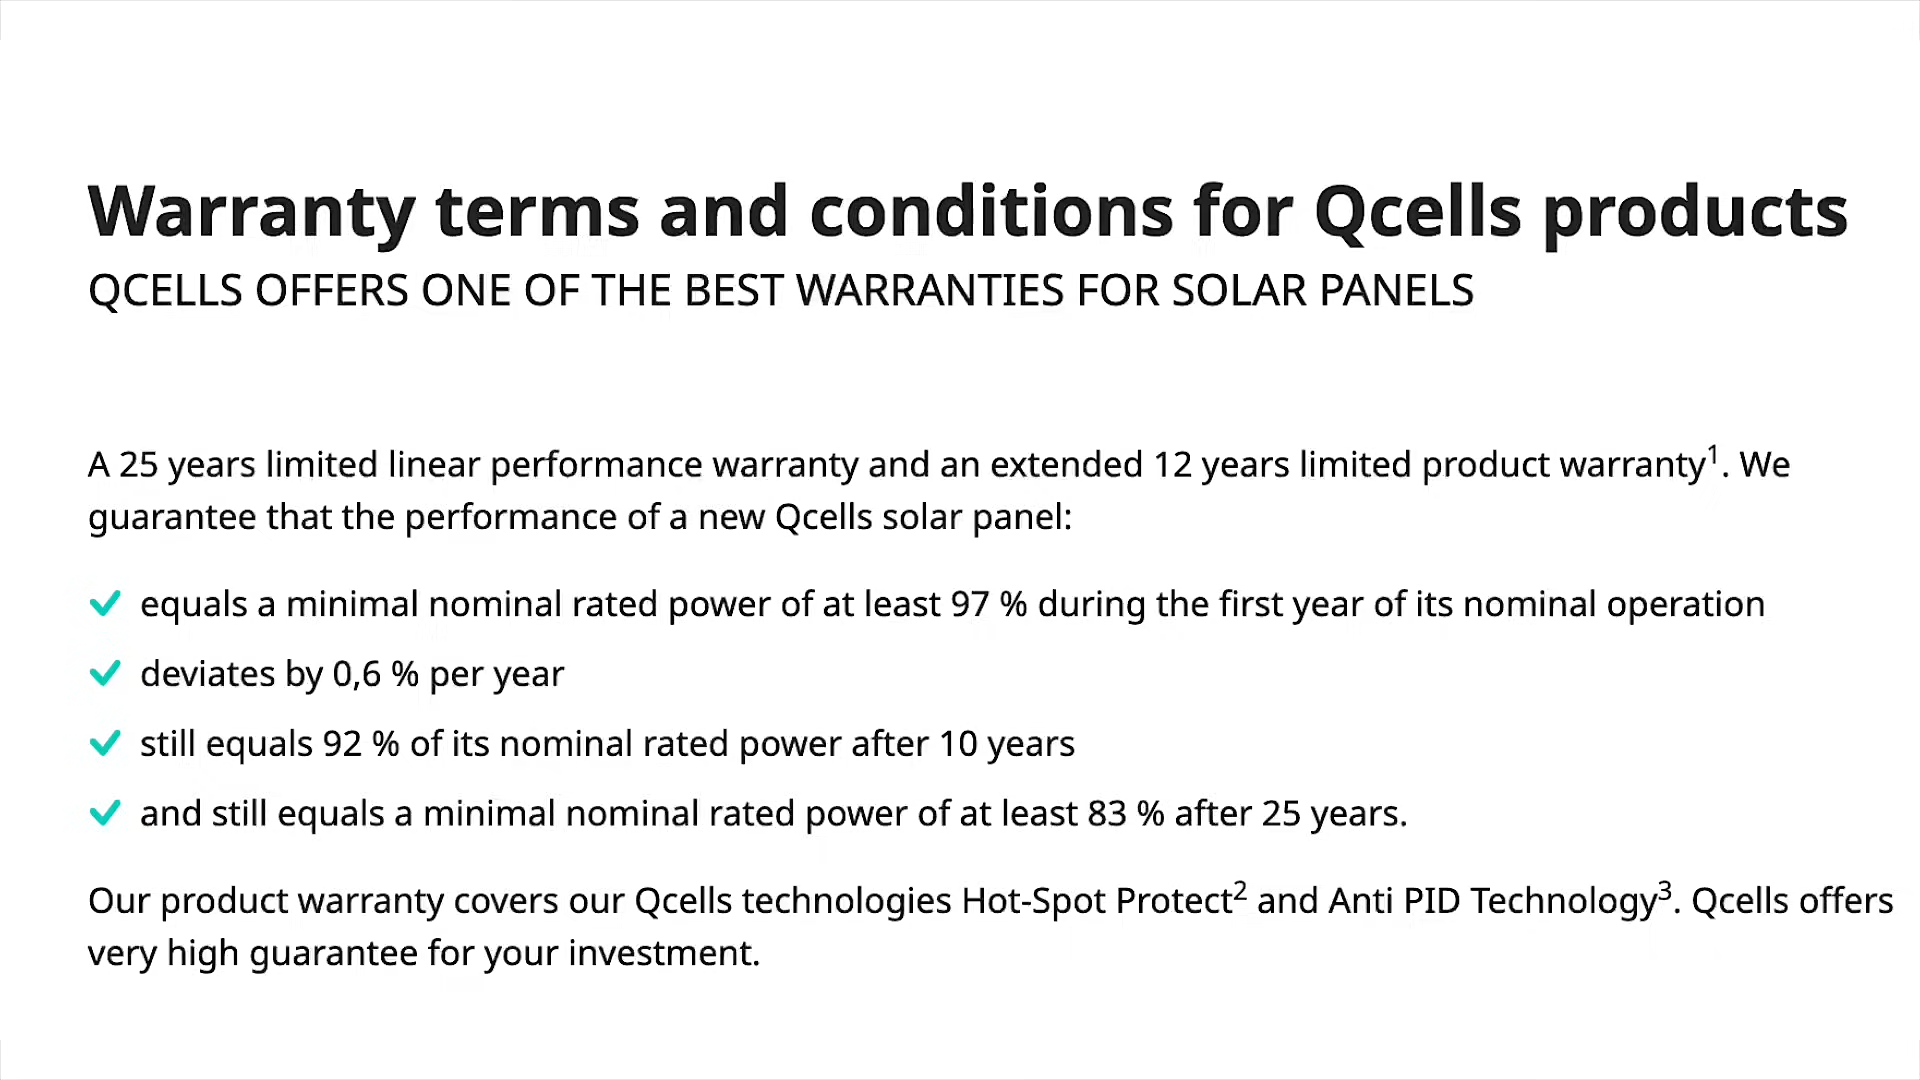 Warranty terms and conditions for Qcells products
QCELLS OFFERS ONE OF THE BEST WARRANTIES FOR SOLAR PANELS
A 25 years limited linear performance warranty and an extended 12 years limited product warranty¹. We
guarantee that the performance of a new Qcells solar panel:
equals a minimal nominal rated power of at least 97 % during the first year of its nominal operation
deviates by 0,6 % per year
still equals 92 % of its nominal rated power after 10 years
and still equals a minimal nominal rated power of at least 83 % after 25 years.
Our product warranty covers our Qcells technologies Hot-Spot Protect² and Anti PID Technology³. Qcells offers
very high guarantee for your investment.